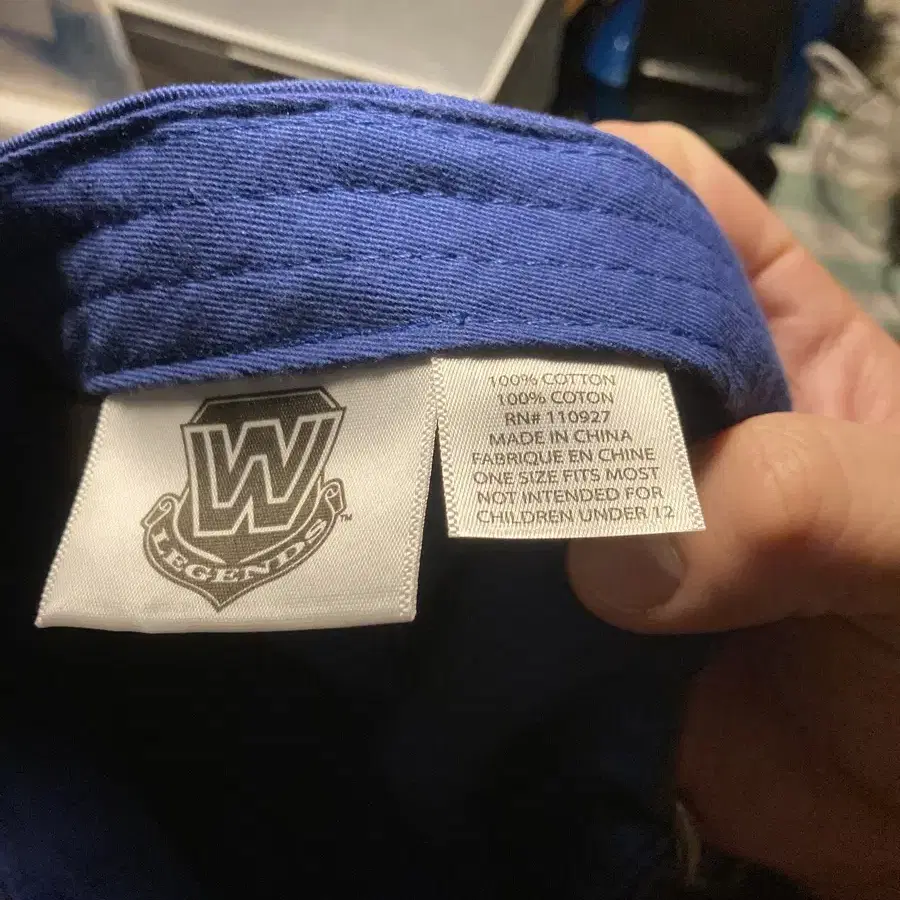 W
LEGENDS
™
100% COTTON
100% COTON
RN# 110927
MADE IN CHINA
FABRIQUE EN CHINE
ONE SIZE FITS MOST
NOT INTENDED FOR
CHILDREN UNDER 12